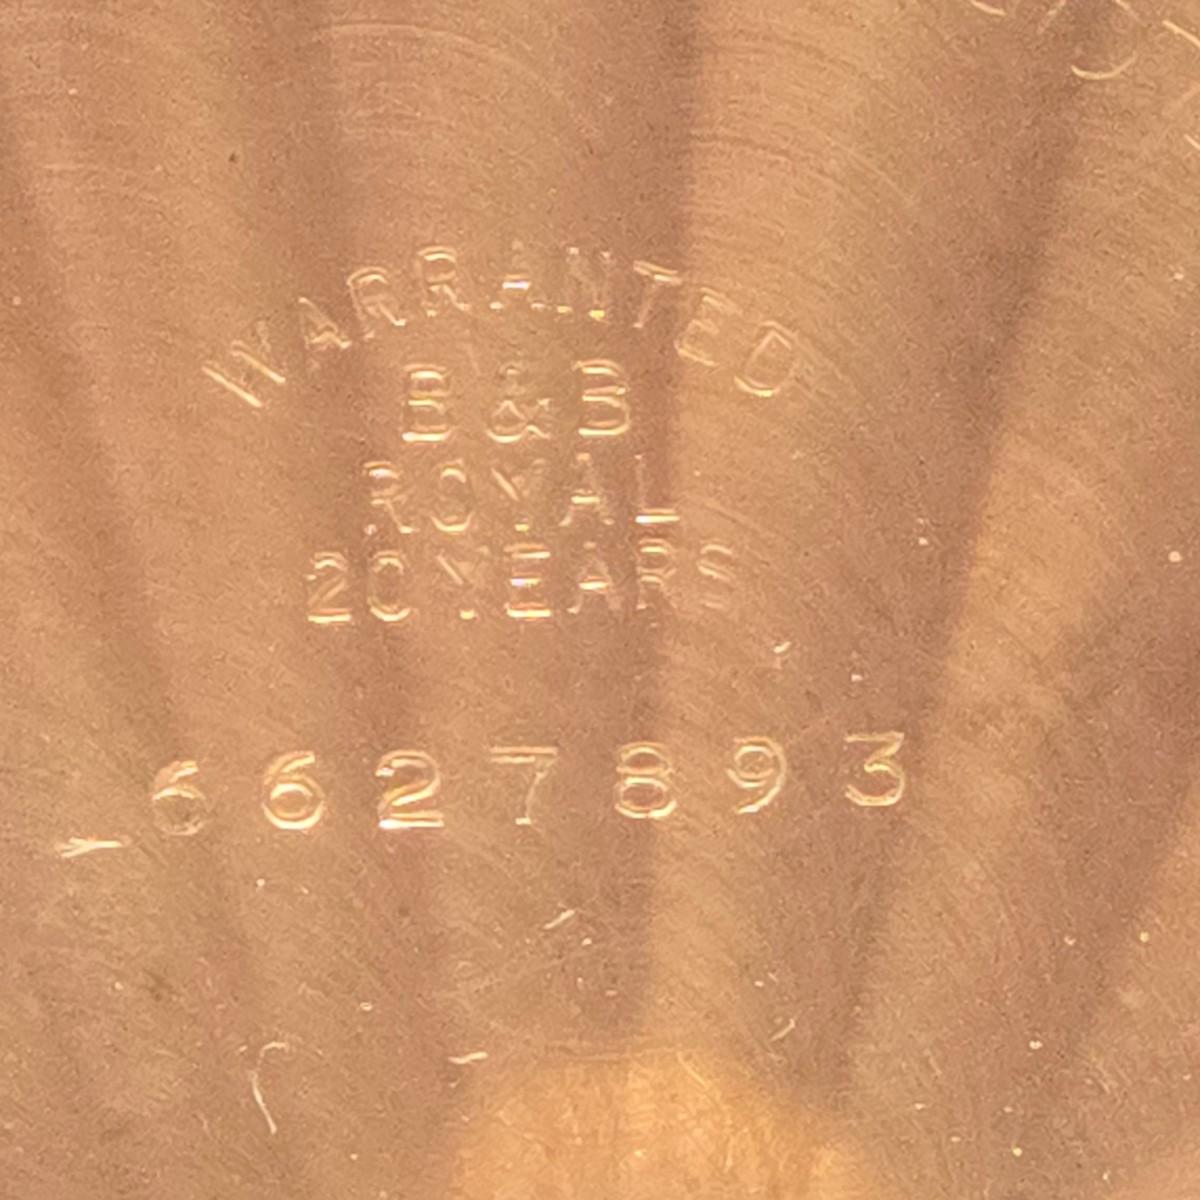 WARRANTED
B & B
ROYAL
20 YEARS
6627893